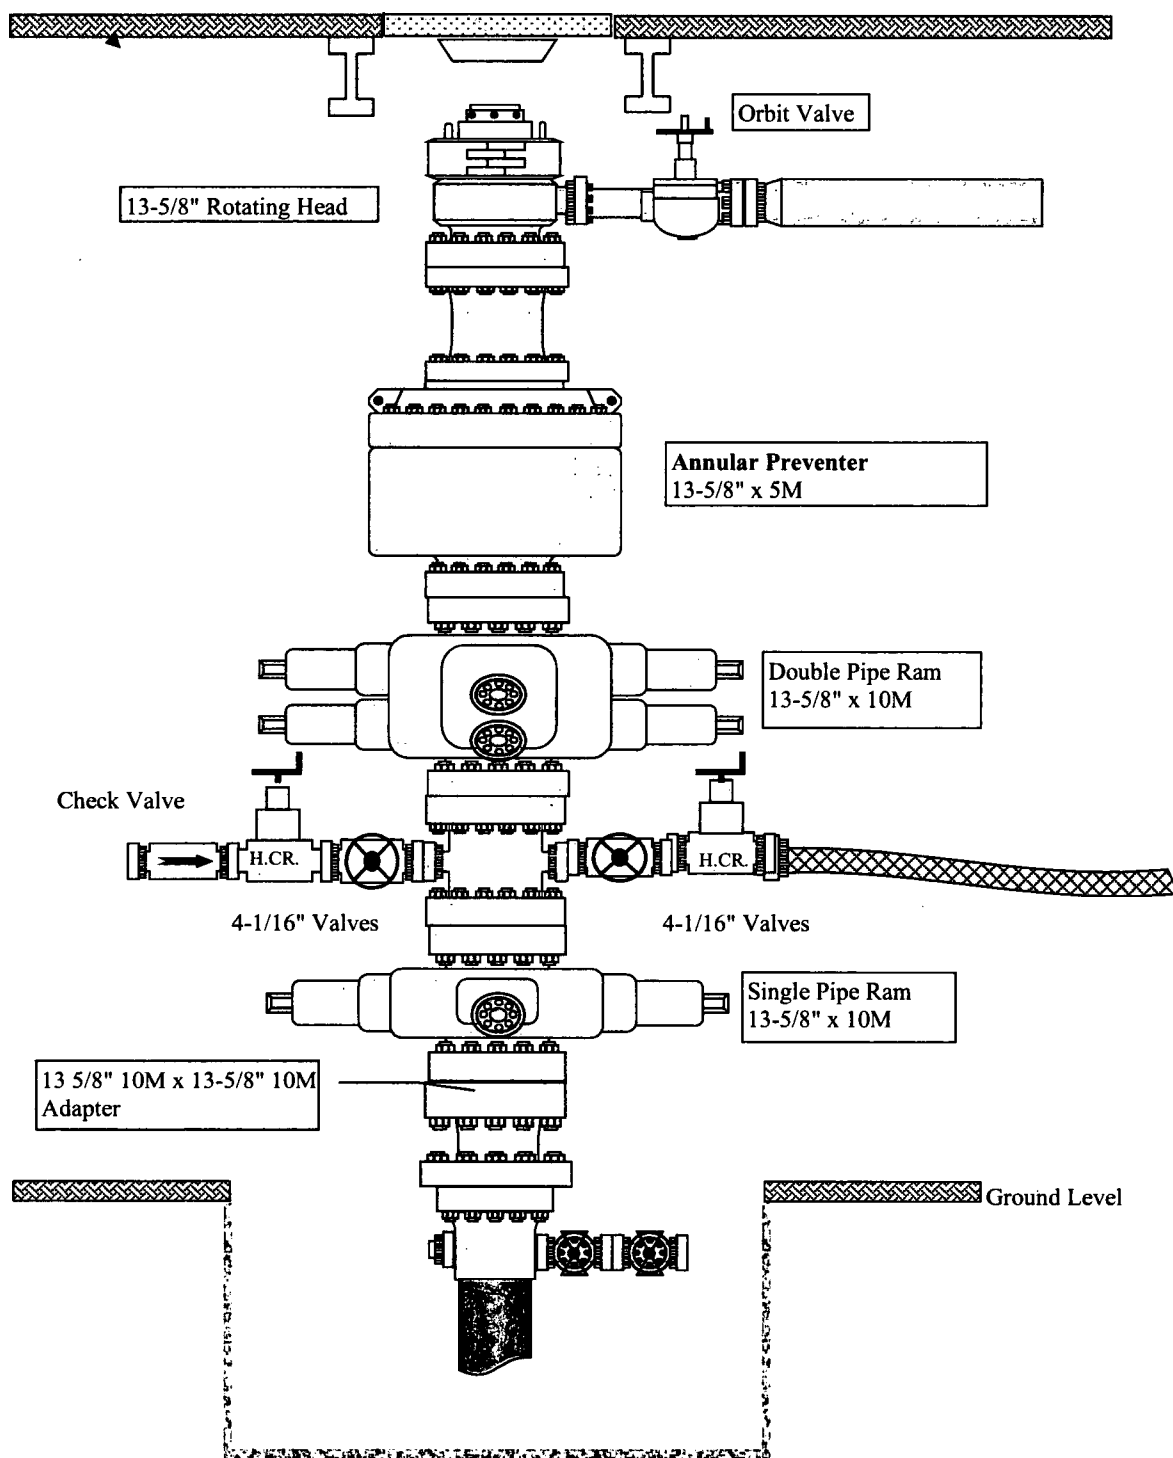 Orbit Valve
13-5/8" Rotating Head
Annular Preventer
13-5/8" x 5M
Double Pipe Ram
13-5/8" x 10M
Check Valve
H.CR.
H.CR.
4-1/16" Valves
4-1/16" Valves
Single Pipe Ram
13-5/8" x 10M
13 5/8" 10M x 13-5/8" 10M
Adapter
Ground Level